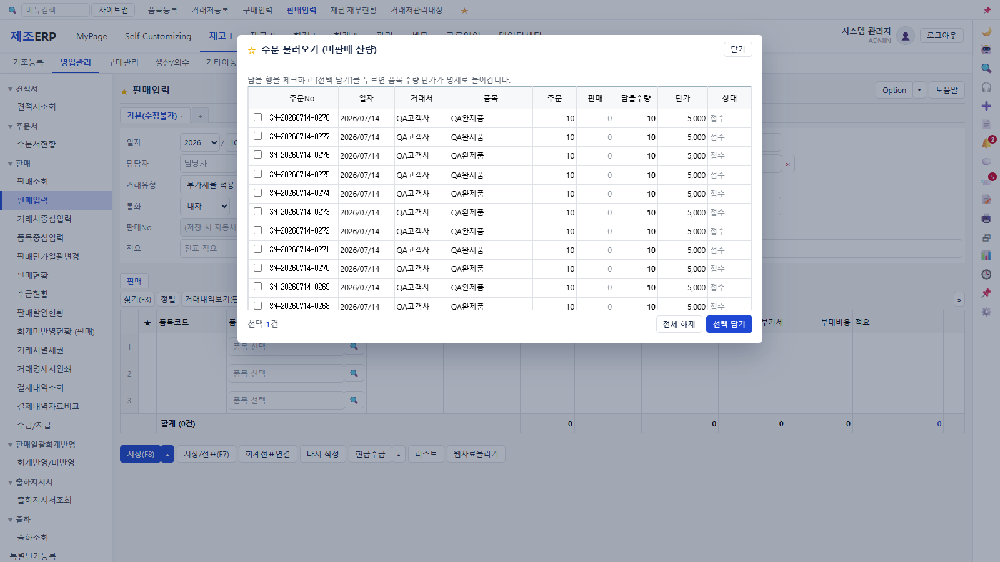 메뉴검색 사이트맵 품목등록 거래처등록 구매입력 판매입력 채권·채무현황 거래처관리대장
제조ERP MyPage Self-Customizing 재고 I
시스템 관리자
ADMIN
로그아웃
기초등록 영업관리 구매관리 생산/외주 기타이동
견적서
견적서조회
주문서
주문서현황
판매
판매조회
판매입력
거래처중심입력
품목중심입력
판매단가일괄변경
판매현황
수금현황
판매할인현황
회계미반영현황 (판매)
거래처별채권
거래명세서인쇄
결제내역조회
결제내역자료비교
수금/지급
판매일괄회계반영
회계반영/미반영
출하지시서
출하지시서조회
출하
출하조회
특별단가등록
판매입력
Option 도움말
기본(수정불가) +
일자 2026 / 10
담당자 담당자
거래유형 부가세율 적용
통화 내자
판매No. (저장 시 자동채
적요 전표 적요
주문 불러오기 (미판매 잔량) 닫기
담을 행을 체크하고 [선택 담기]를 누르면 품목·수량·단가가 명세로 들어갑니다.
주문No. 일자 거래처 품목 주문 판매 담을수량 단가 상태
SN-20260714-0278 2026/07/14 QA고객사 QA완제품 10 0 10 5,000 접수
SN-20260714-0277 2026/07/14 QA고객사 QA완제품 10 0 10 5,000 접수
SN-20260714-0276 2026/07/14 QA고객사 QA완제품 10 0 10 5,000 접수
SN-20260714-0275 2026/07/14 QA고객사 QA완제품 10 0 10 5,000 접수
SN-20260714-0274 2026/07/14 QA고객사 QA완제품 10 0 10 5,000 접수
SN-20260714-0273 2026/07/14 QA고객사 QA완제품 10 0 10 5,000 접수
SN-20260714-0272 2026/07/14 QA고객사 QA완제품 10 0 10 5,000 접수
SN-20260714-0271 2026/07/14 QA고객사 QA완제품 10 0 10 5,000 접수
SN-20260714-0270 2026/07/14 QA고객사 QA완제품 10 0 10 5,000 접수
SN-20260714-0269 2026/07/14 QA고객사 QA완제품 10 0 10 5,000 접수
SN-20260714-0268 2026/07/14 QA고객사 QA완제품 10 0 10 5,000 접수
선택 1건 전체 해제 선택 담기
판매
찾기(F3) 정렬 거래내역보기(판 »
★ 품목코드 부가세 부대비용 적요
1 품목 선택
2 품목 선택
3 품목 선택
합계 (0건) 0 0 0 0 0
저장(F8) 저장/전표(F7) 회계전표연결 다시 작성 현금수금 리스트 웹자료올리기
2
5